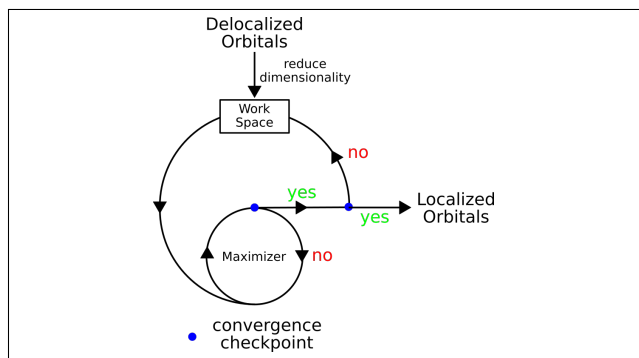 Delocalized
Orbitals
reduce
dimensionality
Work
Space
no
yes
Localized
Orbitals
yes
Maximizer
no
convergence
checkpoint